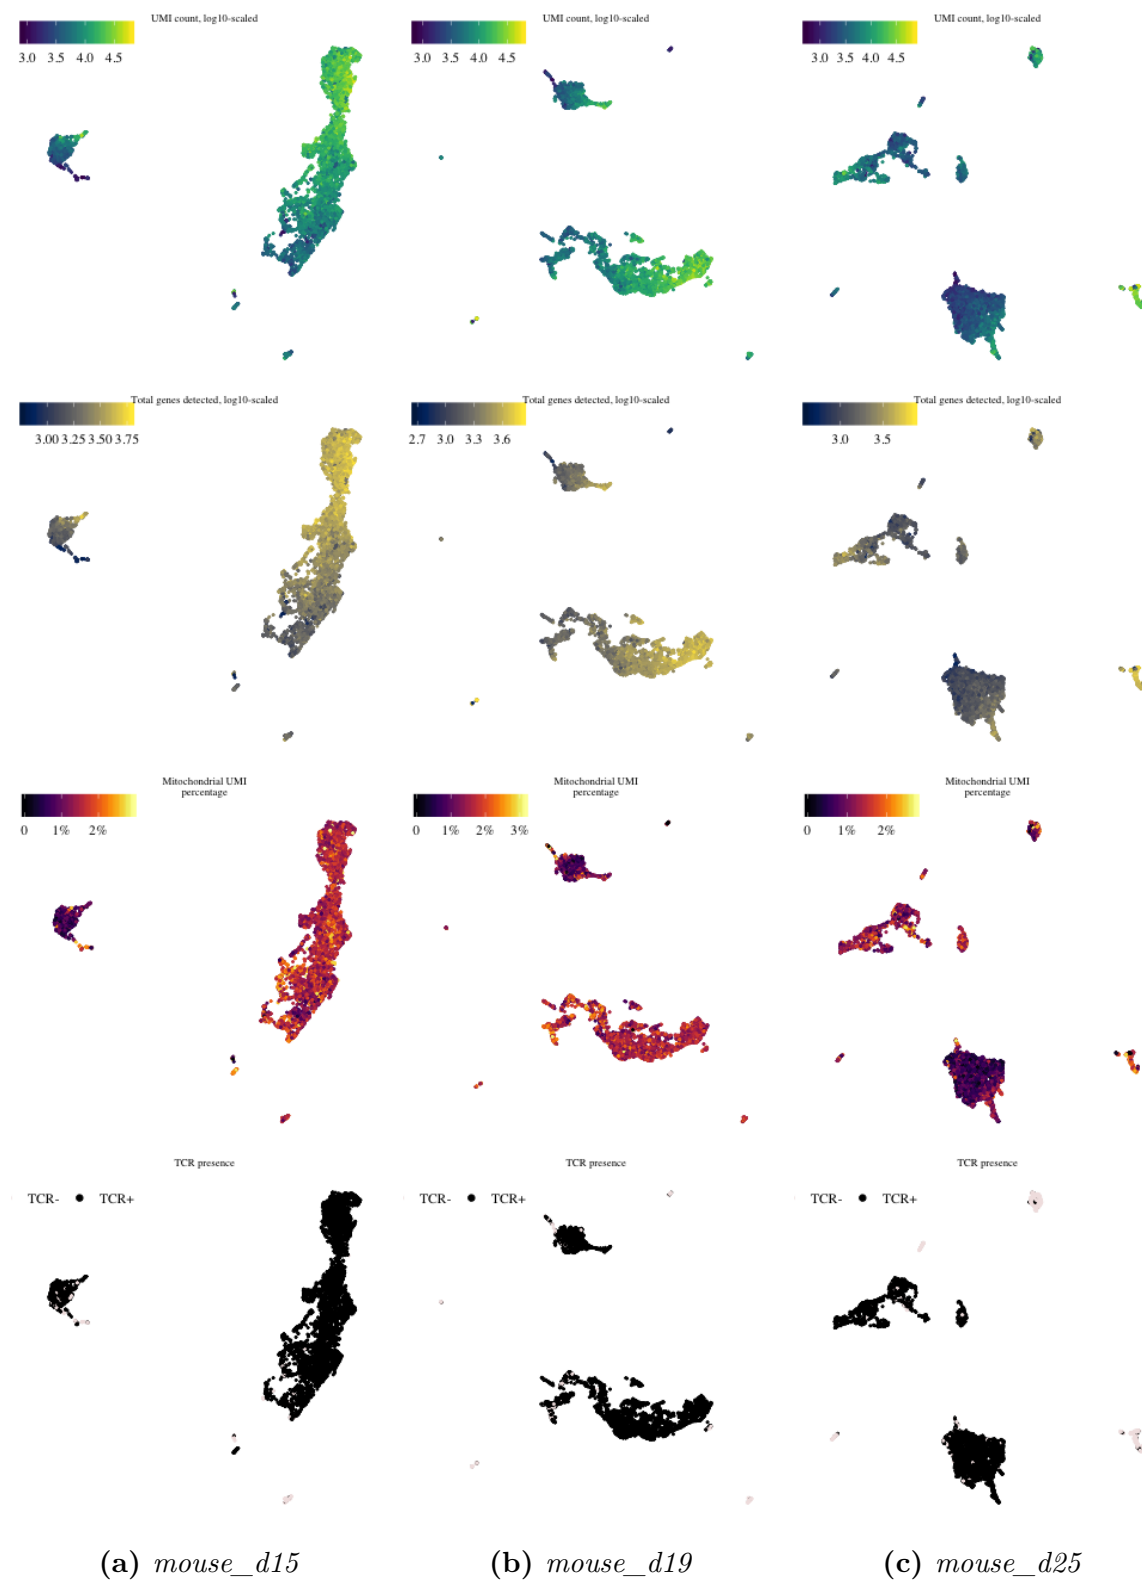 UMI count, log10-scaled
3.0 3.5 4.0 4.5
UMI count, log10-scaled
3.0 3.5 4.0 4.5
UMI count, log10-scaled
3.0 3.5 4.0 4.5
Total genes detected, log10-scaled
3.00 3.25 3.50 3.75
Total genes detected, log10-scaled
2.7 3.0 3.3 3.6
Total genes detected, log10-scaled
3.0 3.5
Mitochondrial UMI
percentage
0 1% 2%
Mitochondrial UMI
percentage
0 1% 2% 3%
Mitochondrial UMI
percentage
0 1% 2%
TCR presence
TCR- TCR+
TCR presence
TCR- TCR+
TCR presence
TCR- TCR+
(a) mouse_d15
(b) mouse_d19
(c) mouse_d25